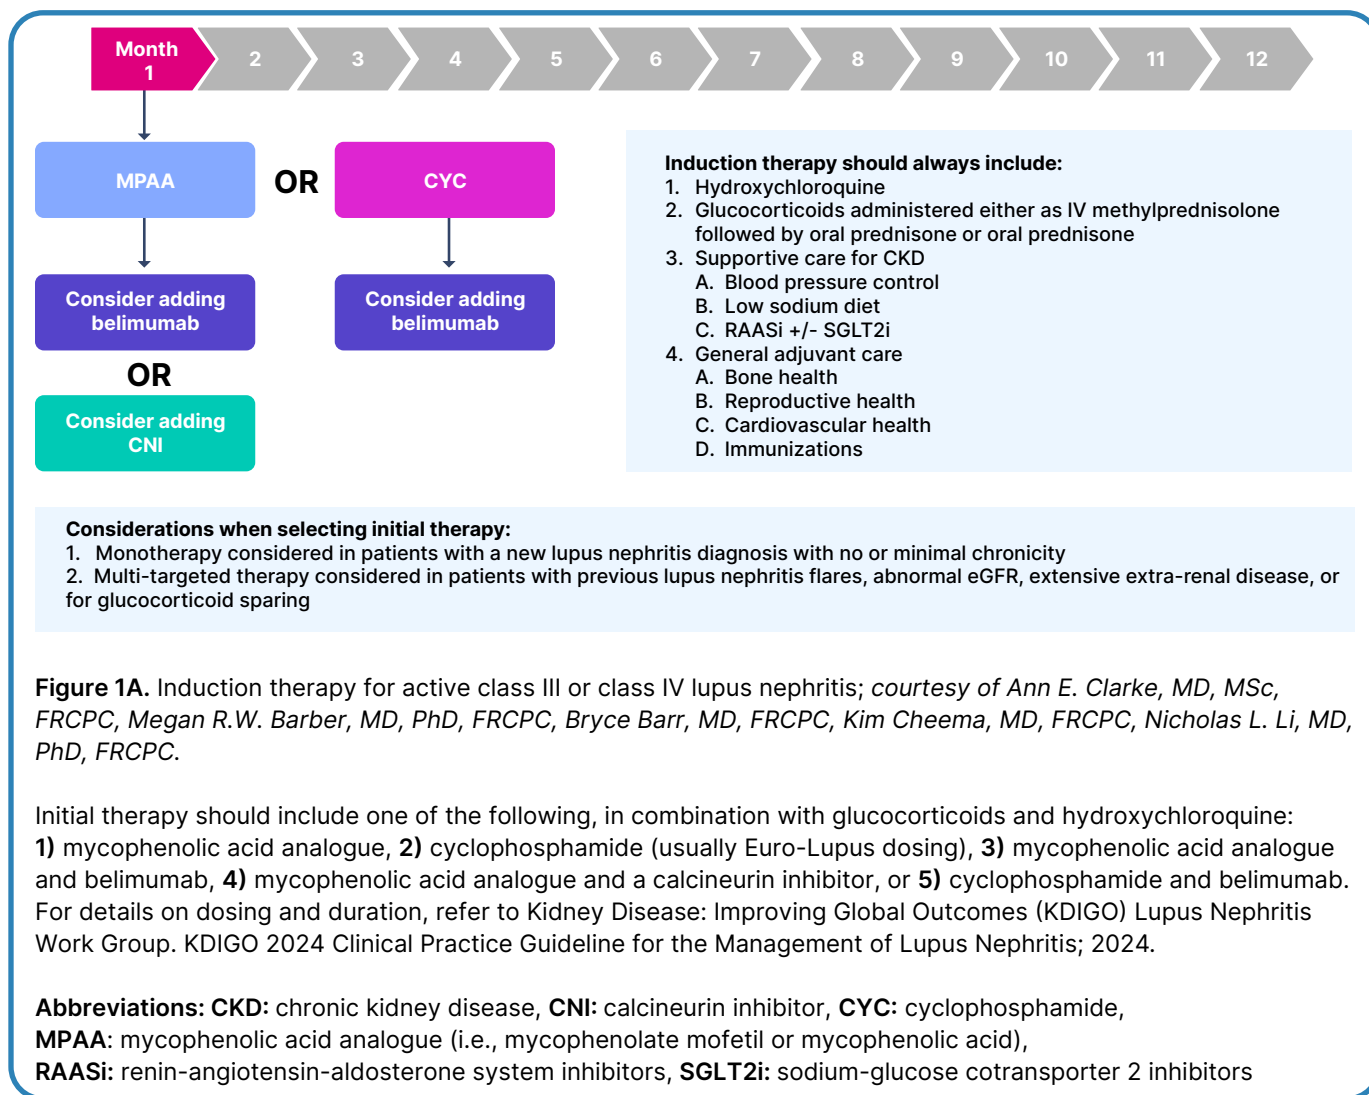 Month
1
2
3
4
5
6
7
8
9
10
11
12
MPAA
OR
CYC
Consider adding
belimumab
Consider adding
belimumab
OR
Consider adding
CNI
Induction therapy should always include:
1. Hydroxychloroquine
2. Glucocorticoids administered either as IV methylprednisolone
followed by oral prednisone or oral prednisone
3. Supportive care for CKD
A. Blood pressure control
B. Low sodium diet
C. RAASi +/- SGLT2i
4. General adjuvant care
A. Bone health
B. Reproductive health
C. Cardiovascular health
D. Immunizations
Considerations when selecting initial therapy:
1. Monotherapy considered in patients with a new lupus nephritis diagnosis with no or minimal chronicity
2. Multi-targeted therapy considered in patients with previous lupus nephritis flares, abnormal eGFR, extensive extra-renal disease, or
for glucocorticoid sparing
Figure 1A. Induction therapy for active class III or class IV lupus nephritis; courtesy of Ann E. Clarke, MD, MSc,
FRCPC, Megan R.W. Barber, MD, PhD, FRCPC, Bryce Barr, MD, FRCPC, Kim Cheema, MD, FRCPC, Nicholas L. Li, MD,
PhD, FRCPC.
Initial therapy should include one of the following, in combination with glucocorticoids and hydroxychloroquine:
1) mycophenolic acid analogue, 2) cyclophosphamide (usually Euro-Lupus dosing), 3) mycophenolic acid analogue
and belimumab, 4) mycophenolic acid analogue and a calcineurin inhibitor, or 5) cyclophosphamide and belimumab.
For details on dosing and duration, refer to Kidney Disease: Improving Global Outcomes (KDIGO) Lupus Nephritis
Work Group. KDIGO 2024 Clinical Practice Guideline for the Management of Lupus Nephritis; 2024.
Abbreviations: CKD: chronic kidney disease, CNI: calcineurin inhibitor, CYC: cyclophosphamide,
MPAA: mycophenolic acid analogue (i.e., mycophenolate mofetil or mycophenolic acid),
RAASi: renin-angiotensin-aldosterone system inhibitors, SGLT2i: sodium-glucose cotransporter 2 inhibitors